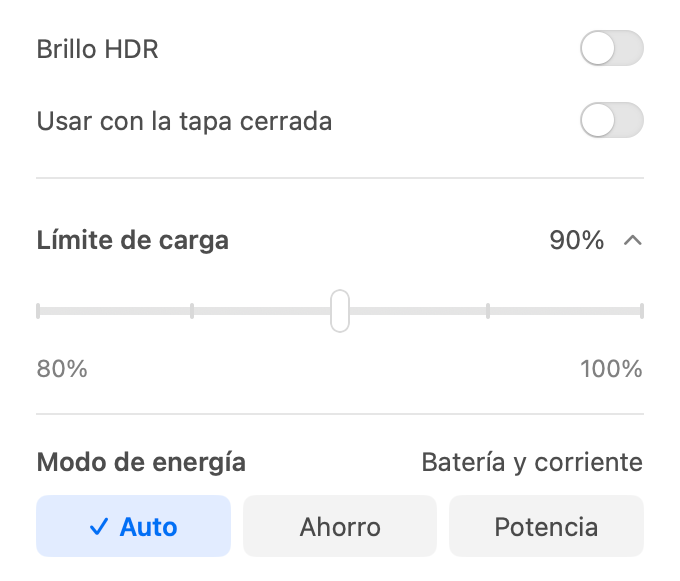 Brillo HDR
Usar con la tapa cerrada
Límite de carga 90%
80% 100%
Modo de energía Batería y corriente
Auto Ahorro Potencia